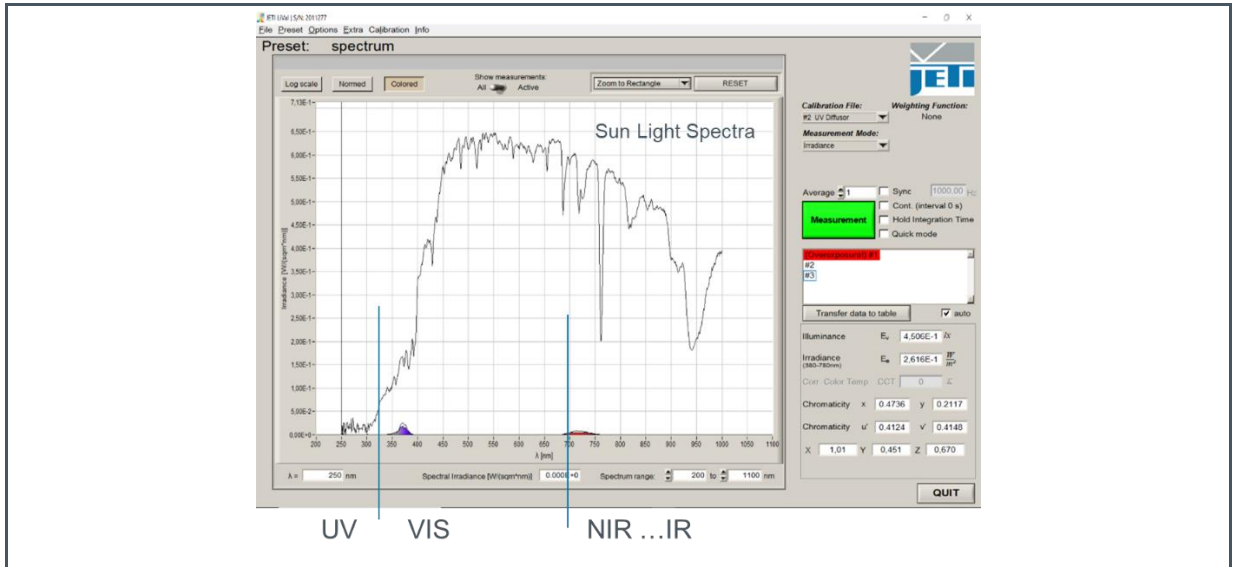 JETI UVal | S/N: 2011277
File Preset Options Extra Calibration Info
Preset: spectrum
JETI
Log scale Normed Colored
Show measurements:
All Active
Zoom to Rectangle RESET
Calibration File: Weighting Function:
#2 UV Diffusor None
Measurement Mode:
Irradiance
Sun Light Spectra
7,13E-1
6,50E-1
6,00E-1
5,50E-1
5,00E-1
4,50E-1
4,00E-1
3,50E-1
3,00E-1
2,50E-1
2,00E-1
1,50E-1
1,00E-1
5,00E-2
0,00E+0
Irradiance [W/(sqm*nm)]
200 250 300 350 400 450 500 550 600 650 700 750 800 850 900 950 1000 1050 1100
λ [nm]
λ = 250 nm Spectral Irradiance [W/(sqm*nm)] Spectrum range: 200 to 1100 nm
Average 1 Sync 1000,00 Hz
Cont. (interval 0 s)
Measurement Hold Integration Time
Quick mode
((Overexposure)) #1
#2
#3
Transfer data to table auto
Illuminance Ev 4,506E-1 lx
Irradiance Ee 2,616E-1 W/m²
(380-780nm)
Corr. Color Temp. CCT 0 K
Chromaticity x 0.4736 y 0.2117
Chromaticity u' 0.4124 v' 0.4148
X 1,01 Y 0,451 Z 0,670
QUIT
UV VIS NIR …IR